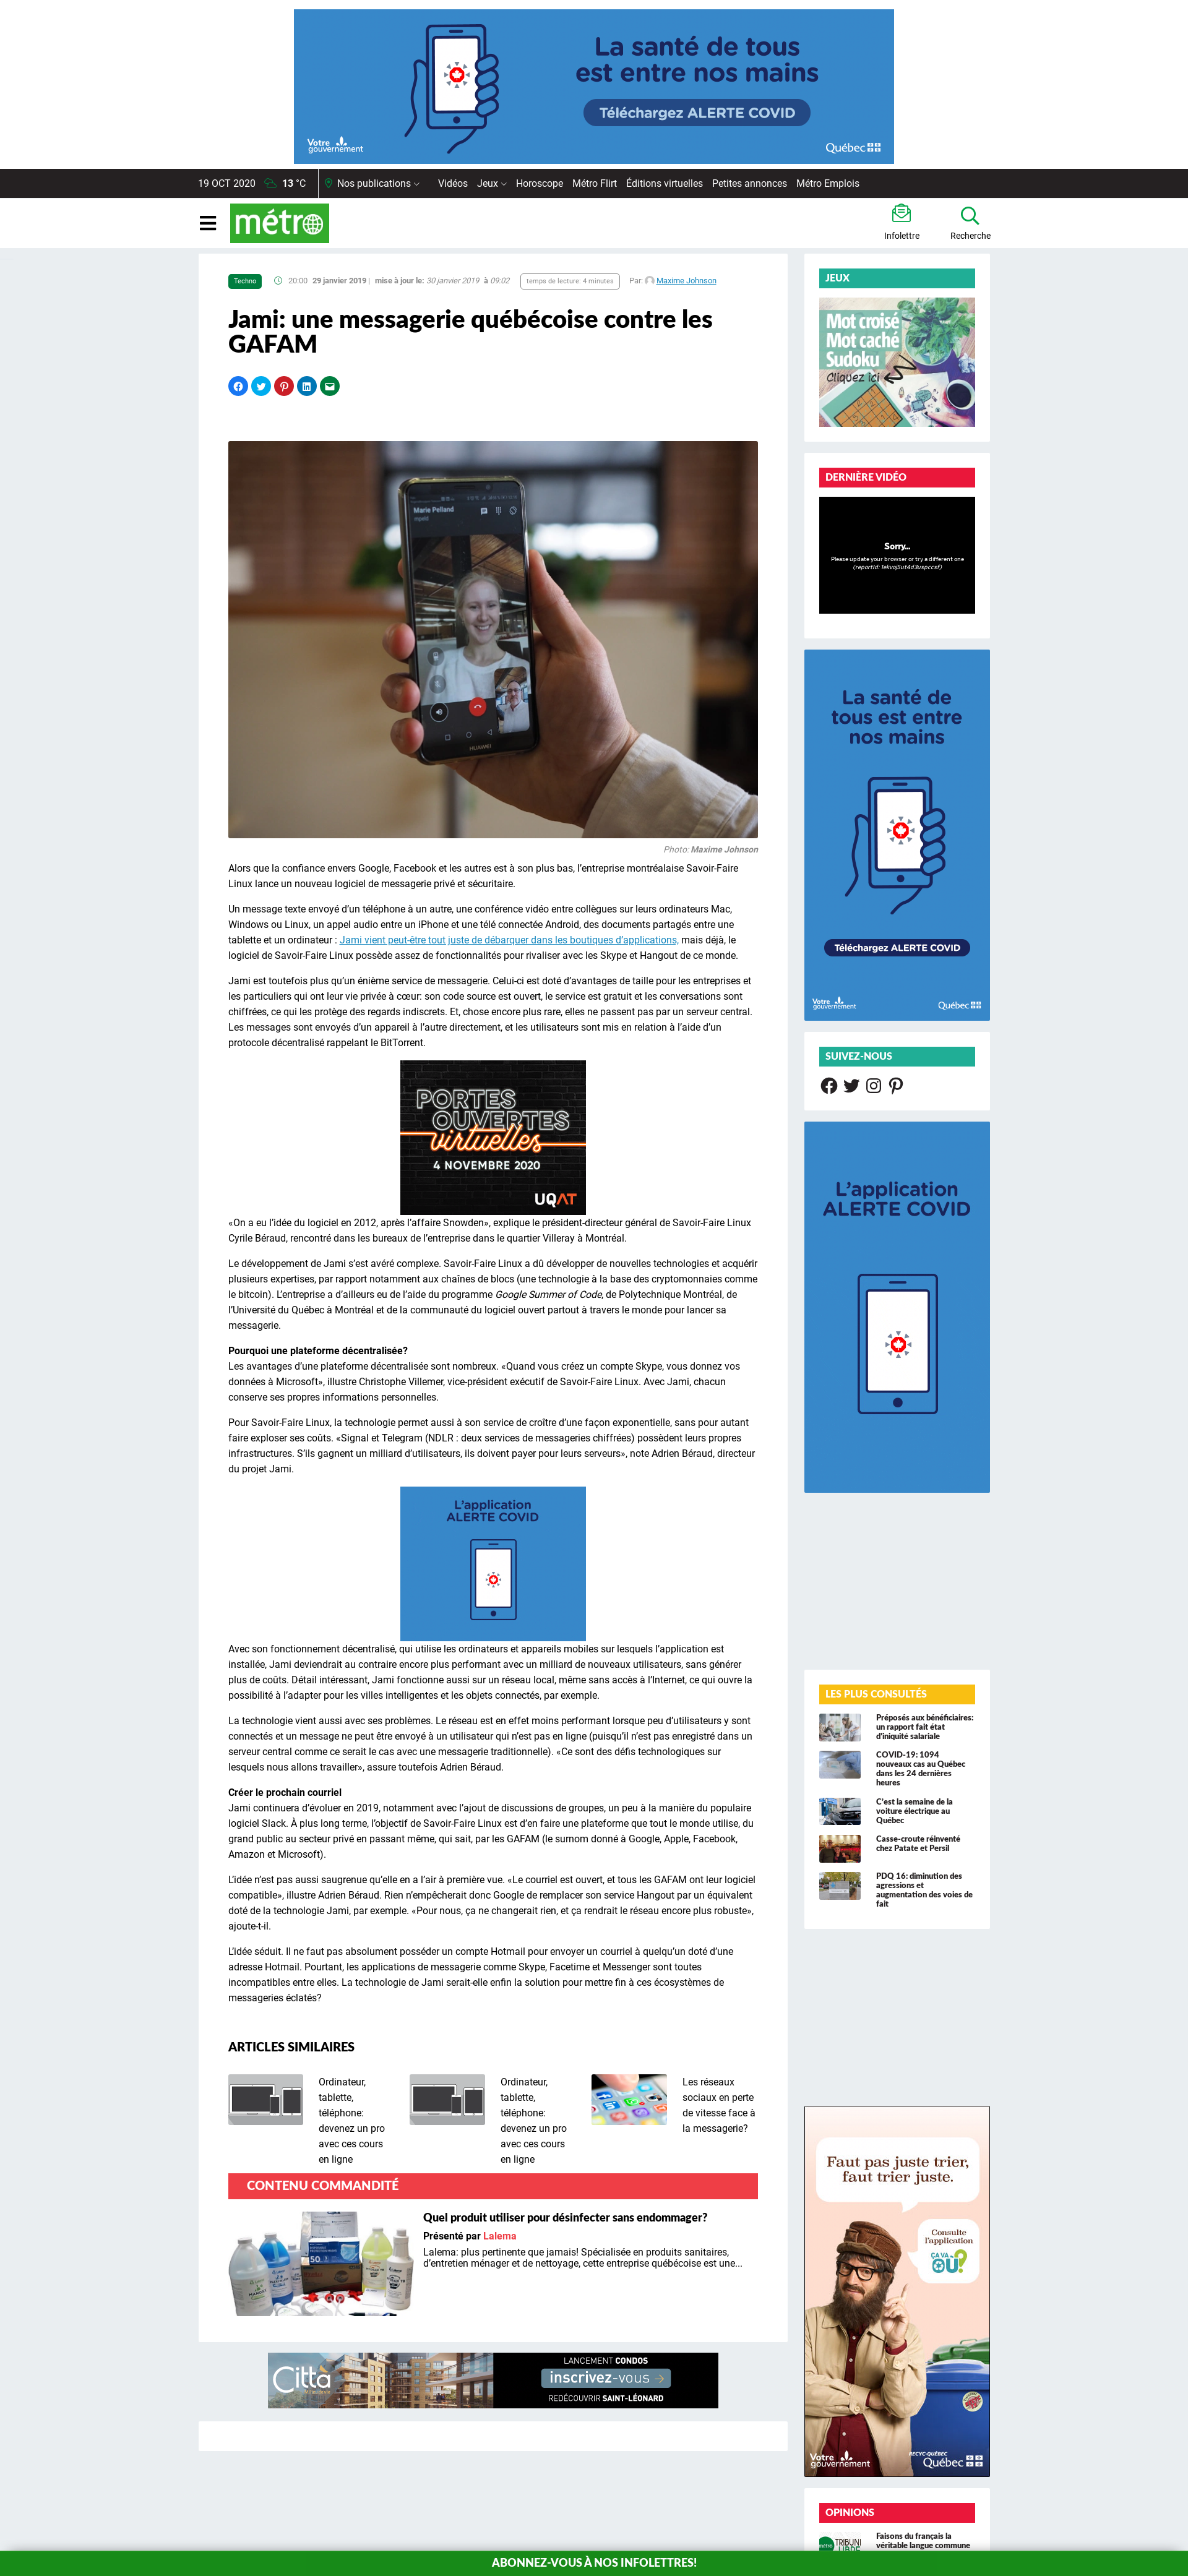 La santé de tous
est entre nos mains
Téléchargez ALERTE COVID
Votre
gouvernement
Québec
19 OCT 2020 13 °C Nos publications Vidéos Jeux Horoscope Métro Flirt Éditions virtuelles Petites annonces Métro Emplois
métro
Infolettre
Recherche
Techno 20:00 29 janvier 2019 | mise à jour le: 30 janvier 2019 à 09:02 temps de lecture: 4 minutes Par: Maxime Johnson
Jami: une messagerie québécoise contre les
GAFAM
Marie Pelland
HUAWEI
Photo: Maxime Johnson
Alors que la confiance envers Google, Facebook et les autres est à son plus bas, l’entreprise montréalaise Savoir-Faire
Linux lance un nouveau logiciel de messagerie privé et sécuritaire.
Un message texte envoyé d’un téléphone à un autre, une conférence vidéo entre collègues sur leurs ordinateurs Mac,
Windows ou Linux, un appel audio entre un iPhone et une télé connectée Android, des documents partagés entre une
tablette et un ordinateur : Jami vient peut-être tout juste de débarquer dans les boutiques d’applications, mais déjà, le
logiciel de Savoir-Faire Linux possède assez de fonctionnalités pour rivaliser avec les Skype et Hangout de ce monde.
Jami est toutefois plus qu’un énième service de messagerie. Celui-ci est doté d’avantages de taille pour les entreprises et
les particuliers qui ont leur vie privée à cœur: son code source est ouvert, le service est gratuit et les conversations sont
chiffrées, ce qui les protège des regards indiscrets. Et, chose encore plus rare, elles ne passent pas par un serveur central.
Les messages sont envoyés d’un appareil à l’autre directement, et les utilisateurs sont mis en relation à l’aide d’un
protocole décentralisé rappelant le BitTorrent.
PORTES
OUVERTES
virtuelles
4 NOVEMBRE 2020
UQAT
«On a eu l’idée du logiciel en 2012, après l’affaire Snowden», explique le président-directeur général de Savoir-Faire Linux
Cyrile Béraud, rencontré dans les bureaux de l’entreprise dans le quartier Villeray à Montréal.
Le développement de Jami s’est avéré complexe. Savoir-Faire Linux a dû développer de nouvelles technologies et acquérir
plusieurs expertises, par rapport notamment aux chaînes de blocs (une technologie à la base des cryptomonnaies comme
le bitcoin). L’entreprise a d’ailleurs eu de l’aide du programme Google Summer of Code, de Polytechnique Montréal, de
l’Université du Québec à Montréal et de la communauté du logiciel ouvert partout à travers le monde pour lancer sa
messagerie.
Pourquoi une plateforme décentralisée?
Les avantages d’une plateforme décentralisée sont nombreux. «Quand vous créez un compte Skype, vous donnez vos
données à Microsoft», illustre Christophe Villemer, vice-président exécutif de Savoir-Faire Linux. Avec Jami, chacun
conserve ses propres informations personnelles.
Pour Savoir-Faire Linux, la technologie permet aussi à son service de croître d’une façon exponentielle, sans pour autant
faire exploser ses coûts. «Signal et Telegram (NDLR : deux services de messageries chiffrées) possèdent leurs propres
infrastructures. S’ils gagnent un milliard d’utilisateurs, ils doivent payer pour leurs serveurs», note Adrien Béraud, directeur
du projet Jami.
L’application
ALERTE COVID
Avec son fonctionnement décentralisé, qui utilise les ordinateurs et appareils mobiles sur lesquels l’application est
installée, Jami deviendrait au contraire encore plus performant avec un milliard de nouveaux utilisateurs, sans générer
plus de coûts. Détail intéressant, Jami fonctionne aussi sur un réseau local, même sans accès à l’Internet, ce qui ouvre la
possibilité à l’adapter pour les villes intelligentes et les objets connectés, par exemple.
La technologie vient aussi avec ses problèmes. Le réseau est en effet moins performant lorsque peu d’utilisateurs y sont
connectés et un message ne peut être envoyé à un utilisateur qui n’est pas en ligne (puisqu’il n’est pas enregistré dans un
serveur central comme ce serait le cas avec une messagerie traditionnelle). «Ce sont des défis technologiques sur
lesquels nous allons travailler», assure toutefois Adrien Béraud.
Créer le prochain courriel
Jami continuera d’évoluer en 2019, notamment avec l’ajout de discussions de groupes, un peu à la manière du populaire
logiciel Slack. À plus long terme, l’objectif de Savoir-Faire Linux est d’en faire une plateforme que tout le monde utilise, du
grand public au secteur privé en passant même, qui sait, par les GAFAM (le surnom donné à Google, Apple, Facebook,
Amazon et Microsoft).
L’idée n’est pas aussi saugrenue qu’elle en a l’air à première vue. «Le courriel est ouvert, et tous les GAFAM ont leur logiciel
compatible», illustre Adrien Béraud. Rien n’empêcherait donc Google de remplacer son service Hangout par un équivalent
doté de la technologie Jami, par exemple. «Pour nous, ça ne changerait rien, et ça rendrait le réseau encore plus robuste»,
ajoute-t-il.
L’idée séduit. Il ne faut pas absolument posséder un compte Hotmail pour envoyer un courriel à quelqu’un doté d’une
adresse Hotmail. Pourtant, les applications de messagerie comme Skype, Facetime et Messenger sont toutes
incompatibles entre elles. La technologie de Jami serait-elle enfin la solution pour mettre fin à ces écosystèmes de
messageries éclatés?
ARTICLES SIMILAIRES
Ordinateur,
tablette,
téléphone:
devenez un pro
avec ces cours
en ligne
Ordinateur,
tablette,
téléphone:
devenez un pro
avec ces cours
en ligne
Les réseaux
sociaux en perte
de vitesse face à
la messagerie?
CONTENU COMMANDITÉ
Quel produit utiliser pour désinfecter sans endommager?
Présenté par Lalema
Lalema: plus pertinente que jamais! Spécialisée en produits sanitaires,
d’entretien ménager et de nettoyage, cette entreprise québécoise est une...
Città
LANCEMENT CONDOS
inscrivez-vous →
REDÉCOUVRIR SAINT-LÉONARD
JEUX
Mot croisé
Mot caché
Sudoku
Cliquez ici
DERNIÈRE VIDÉO
Sorry...
Please update your browser or try a different one
La santé de
tous est entre
nos mains
Téléchargez ALERTE COVID
Votre
gouvernement
Québec
SUIVEZ-NOUS
L’application
ALERTE COVID
LES PLUS CONSULTÉS
Préposés aux bénéficiaires:
un rapport fait état
d’iniquité salariale
COVID-19: 1094
nouveaux cas au Québec
dans les 24 dernières
heures
C’est la semaine de la
voiture électrique au
Québec
Casse-croute réinventé
chez Patate et Persil
PDQ 16: diminution des
agressions et
augmentation des voies de
fait
Faut pas juste trier,
faut trier juste.
Consulte
l’application
ÇA VA
OÙ?
Votre
gouvernement
RECYC-QUÉBEC
Québec
OPINIONS
Faisons du français la
véritable langue commune
TRIBUNE
LIBRE
ABONNEZ-VOUS À NOS INFOLETTRES!